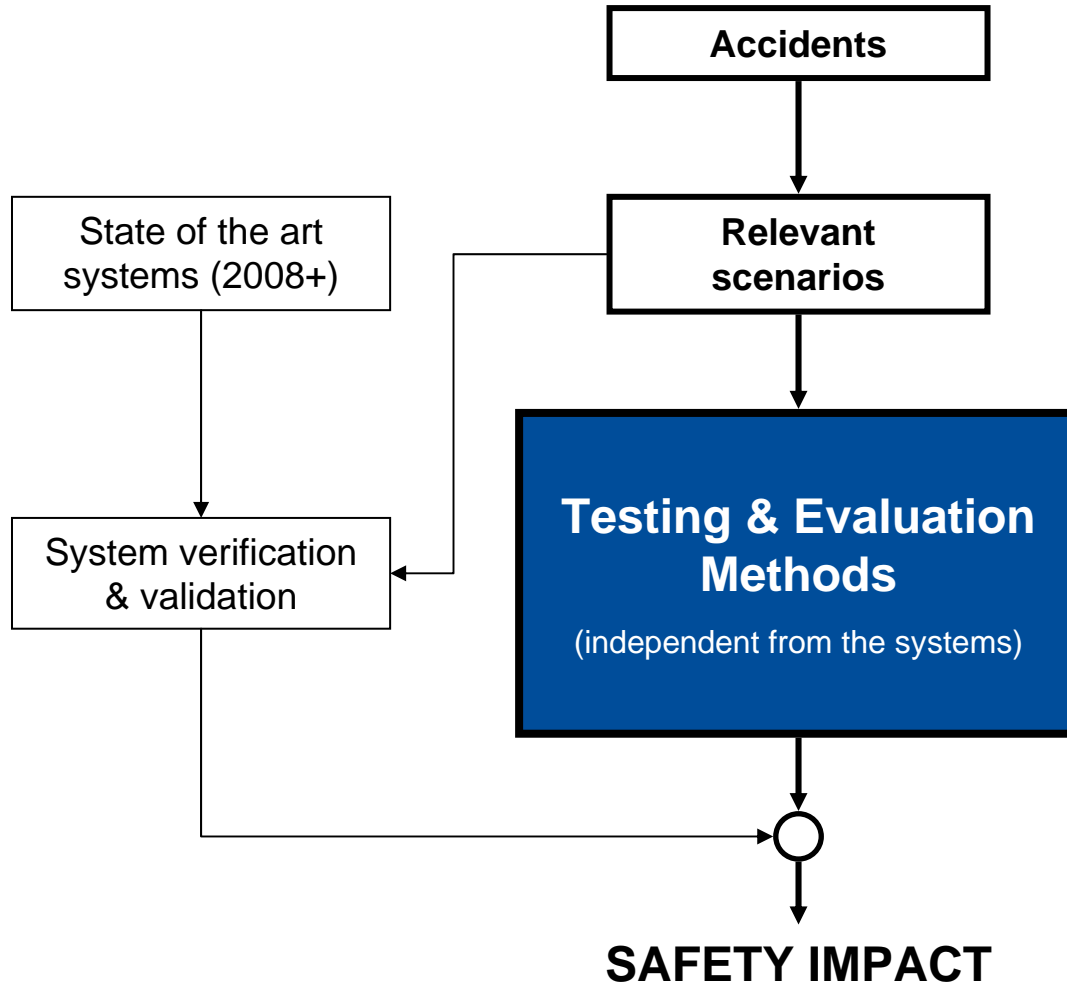 Accidents
State of the art
systems (2008+)
Relevant
scenarios
System verification
& validation
Testing & Evaluation
Methods
(independent from the systems)
SAFETY IMPACT